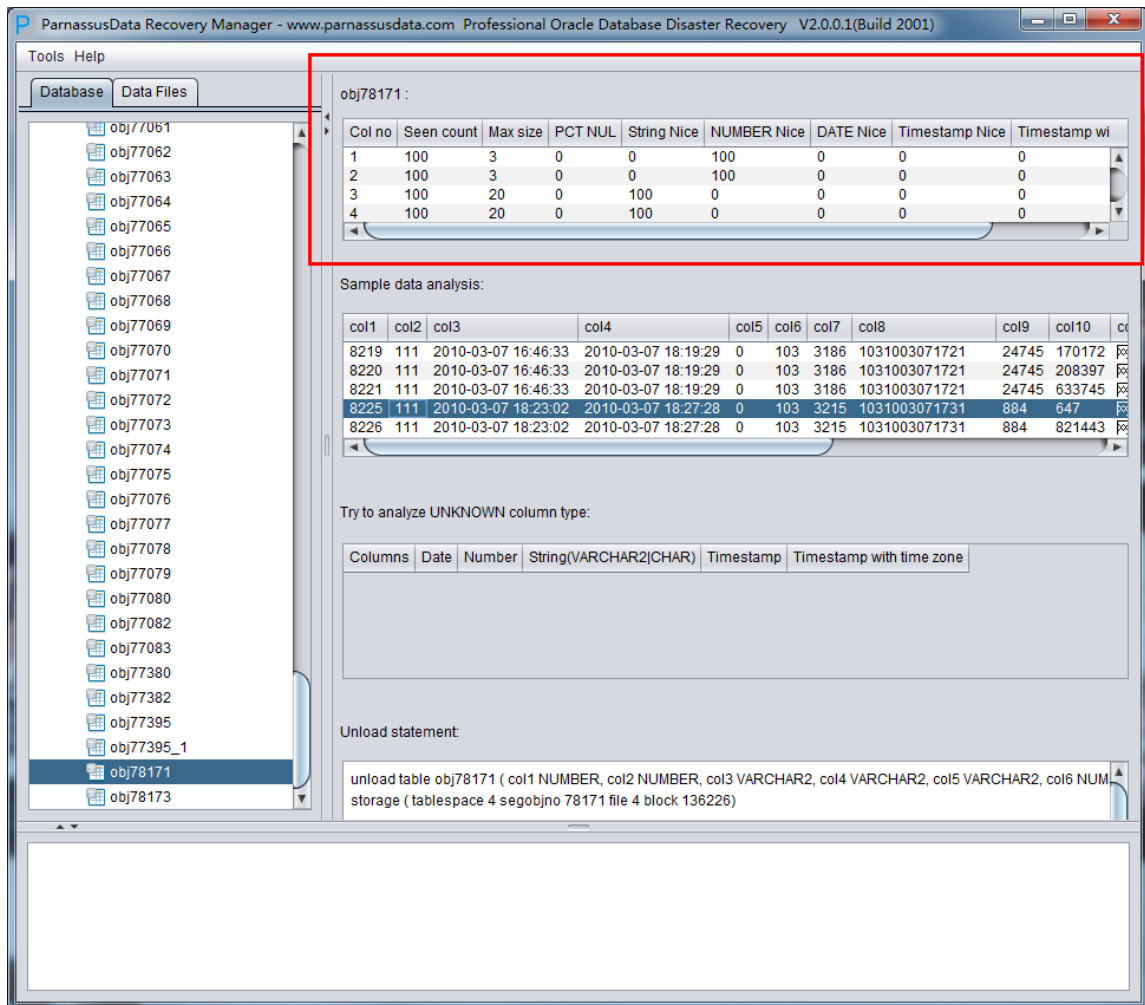 ParnassusData Recovery Manager - www.parnassusdata.com Professional Oracle Database Disaster Recovery V2.0.0.1(Build 2001)
Tools Help
Database Data Files
obj77061
obj77062
obj77063
obj77064
obj77065
obj77066
obj77067
obj77068
obj77069
obj77070
obj77071
obj77072
obj77073
obj77074
obj77075
obj77076
obj77077
obj77078
obj77079
obj77080
obj77082
obj77083
obj77380
obj77382
obj77395
obj77395_1
obj78171
obj78173
obj78171 :
Col no Seen count Max size PCT NUL String Nice NUMBER Nice DATE Nice Timestamp Nice Timestamp wi
1 100 3 0 0 100 0 0 0
2 100 3 0 0 100 0 0 0
3 100 20 0 100 0 0 0 0
4 100 20 0 100 0 0 0 0
Sample data analysis:
col1 col2 col3 col4 col5 col6 col7 col8 col9 col10
8219 111 2010-03-07 16:46:33 2010-03-07 18:19:29 0 103 3186 1031003071721 24745 170172
8220 111 2010-03-07 16:46:33 2010-03-07 18:19:29 0 103 3186 1031003071721 24745 208397
8221 111 2010-03-07 16:46:33 2010-03-07 18:19:29 0 103 3186 1031003071721 24745 633745
8225 111 2010-03-07 18:23:02 2010-03-07 18:27:28 0 103 3215 1031003071731 884 647
8226 111 2010-03-07 18:23:02 2010-03-07 18:27:28 0 103 3215 1031003071731 884 821443
Try to analyze UNKNOWN column type:
Columns Date Number String(VARCHAR2|CHAR) Timestamp Timestamp with time zone
Unload statement:
unload table obj78171 ( col1 NUMBER, col2 NUMBER, col3 VARCHAR2, col4 VARCHAR2, col5 VARCHAR2, col6 NUM
storage ( tablespace 4 segobjno 78171 file 4 block 136226)